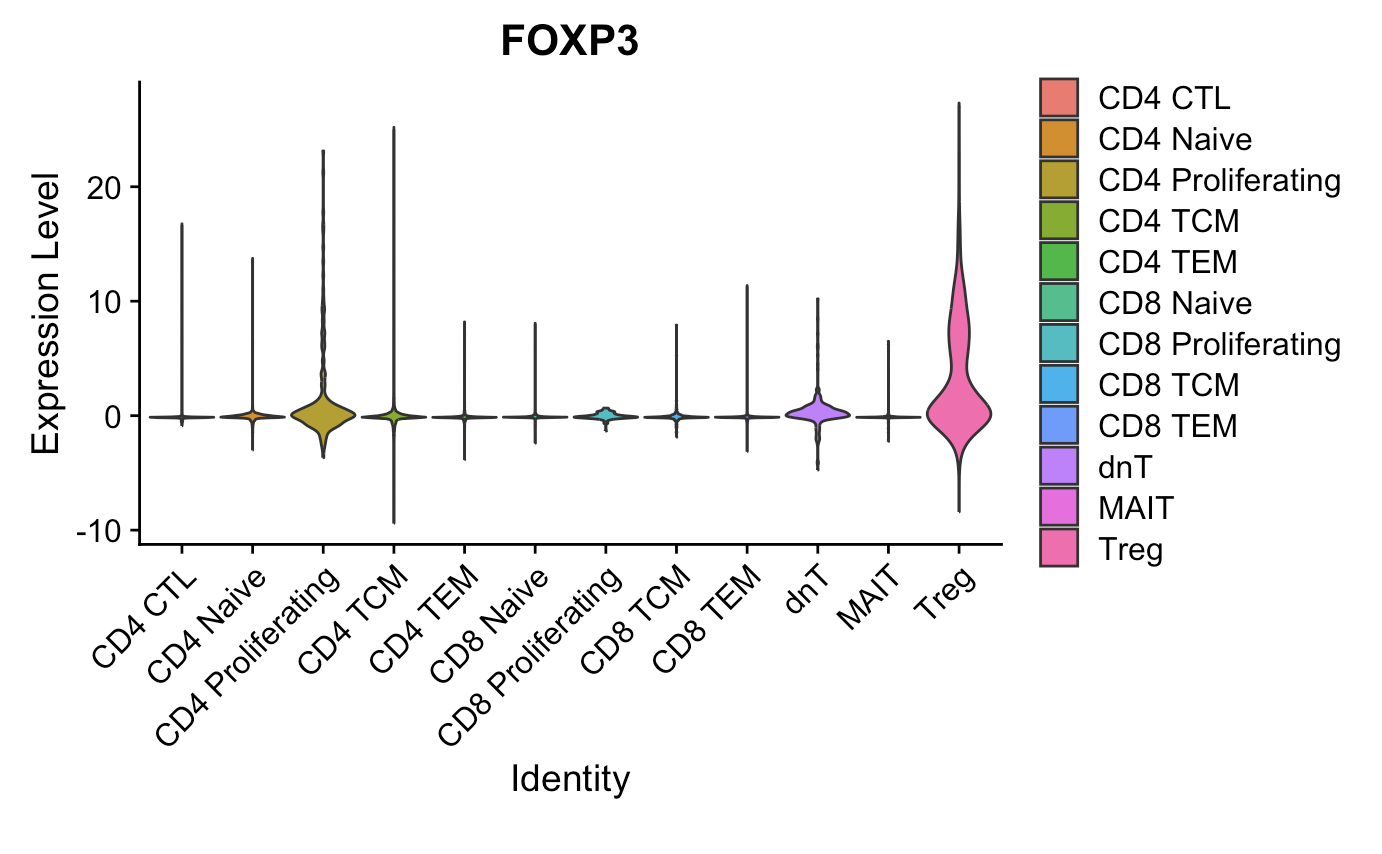 FOXP3
Expression Level
20
10
0
-10
CD4 CTL
CD4 Naive
CD4 Proliferating
CD4 TCM
CD4 TEM
CD8 Naive
CD8 Proliferating
CD8 TCM
CD8 TEM
dnT
MAIT
Treg
Identity
CD4 CTL
CD4 Naive
CD4 Proliferating
CD4 TCM
CD4 TEM
CD8 Naive
CD8 Proliferating
CD8 TCM
CD8 TEM
dnT
MAIT
Treg